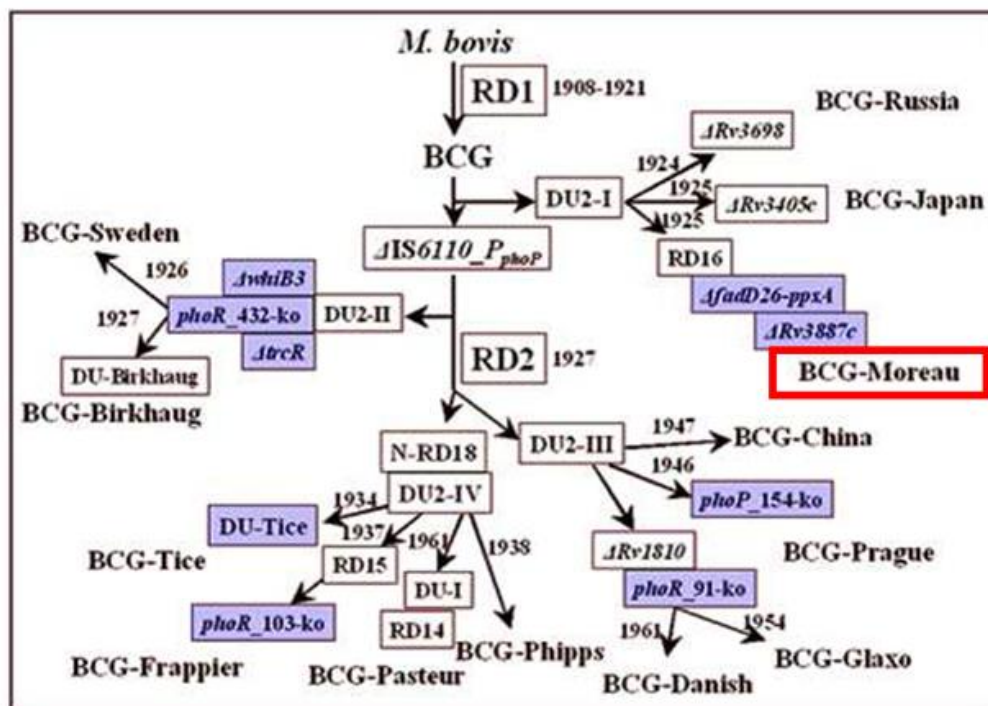 M. bovis
RD1
1908-1921
BCG
BCG-Russia
ΔRv3698
1924
DU2-I
1925
ΔRv3405c
BCG-Japan
1925
RD16
ΔfadD26-ppsA
ΔRv3887c
BCG-Moreau
ΔIS6110_PphoP
BCG-Sweden
1926
ΔwhiB3
phoR_432-ko
DU2-II
ΔtrcR
1927
DU-Birkhaug
BCG-Birkhaug
RD2
1927
N-RD18
DU2-IV
DU2-III
1947
BCG-China
1946
phoP_154-ko
BCG-Prague
1934
DU-Tice
BCG-Tice
1937
RD15
phoR_103-ko
BCG-Frappier
1961
DU-I
RD14
BCG-Pasteur
1938
BCG-Phipps
ΔRv1810
phoR_91-ko
1961
BCG-Danish
1954
BCG-Glaxo